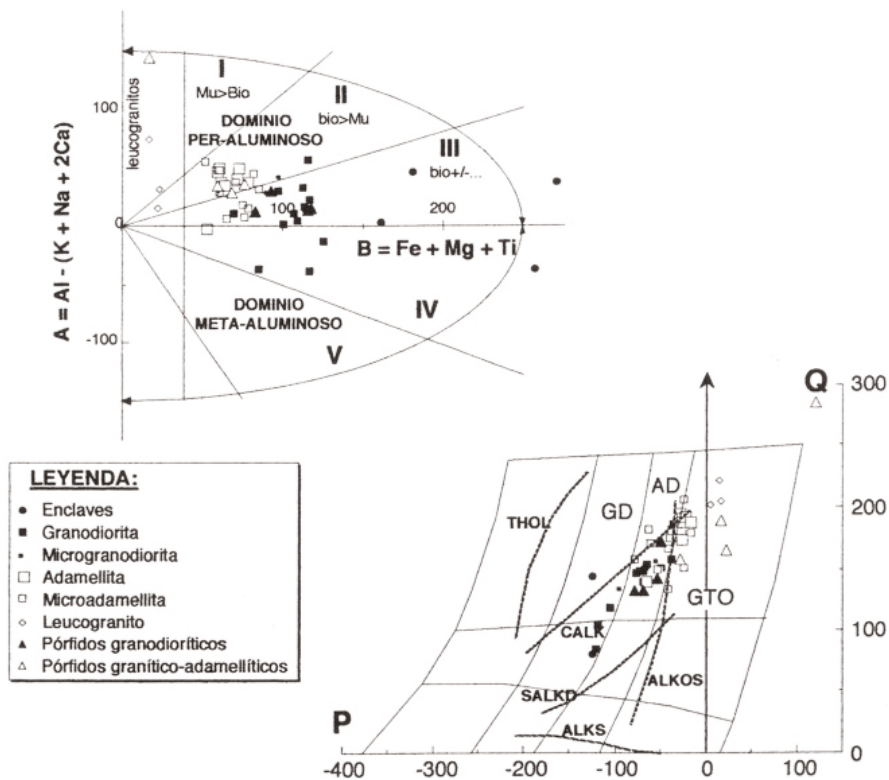 A = Al - (K + Na + 2Ca)
100
0
-100
leucogranitos
I
Mu>Bio
II
bio>Mu
DOMINIO
PER-ALUMINOSO
III
bio+/-...
100
200
B = Fe + Mg + Ti
DOMINIO
META-ALUMINOSO
IV
V
LEYENDA:
Enclaves
Granodiorita
Microgranodiorita
Adamellita
Microadamellita
Leucogranito
Pórfidos granodioríticos
Pórfidos granítico-adamellíticos
Q
300
200
100
0
THOL
GD
AD
GTO
CALK
SALKD
ALKOS
ALKS
P
-400
-300
-200
-100
0
100